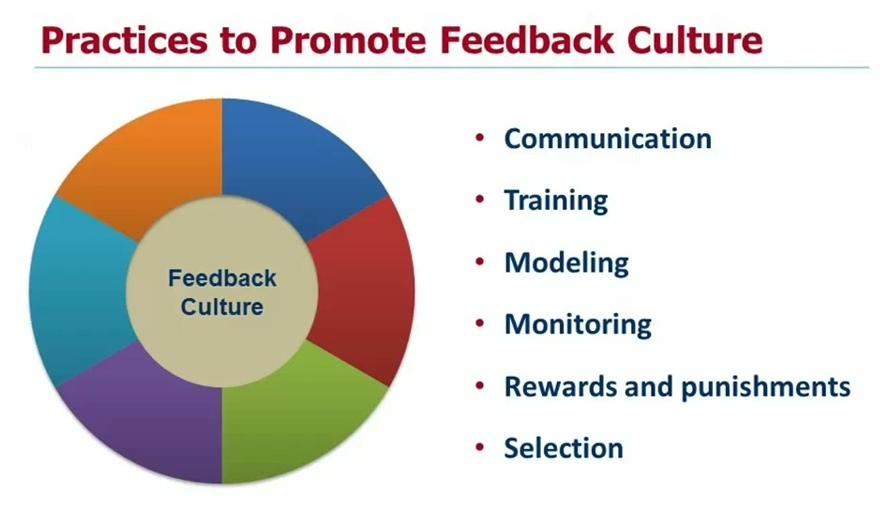 Practices to Promote Feedback Culture
Feedback
Culture
• Communication
• Training
• Modeling
• Monitoring
• Rewards and punishments
• Selection